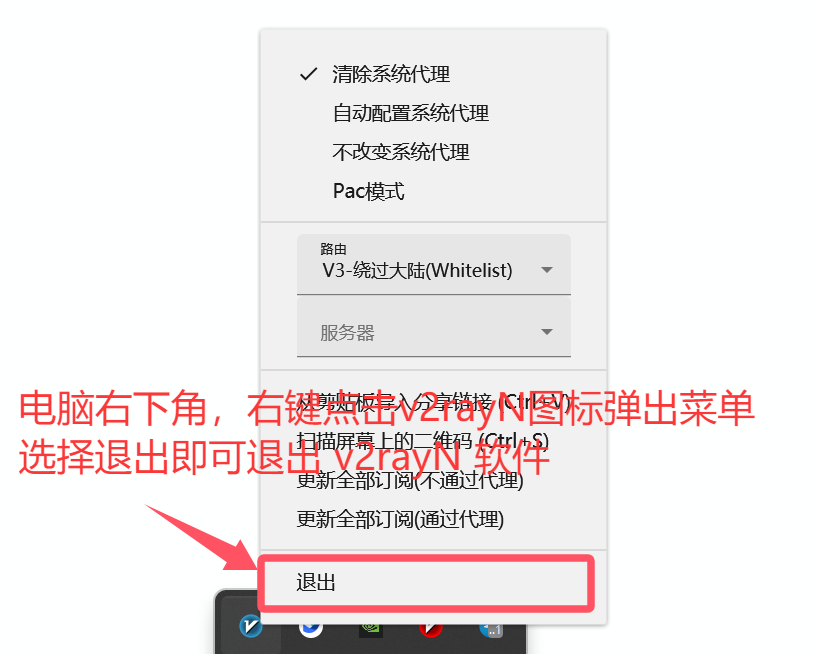 清除系统代理
自动配置系统代理
不改变系统代理
Pac模式
路由
V3-绕过大陆(Whitelist)
服务器
从剪贴板导入分享链接 (Ctrl+V)
电脑右下角，右键点击v2rayN图标弹出菜单
扫描屏幕上的二维码 (Ctrl+S)
选择退出即可退出 v2rayN 软件
更新全部订阅(不通过代理)
更新全部订阅(通过代理)
退出